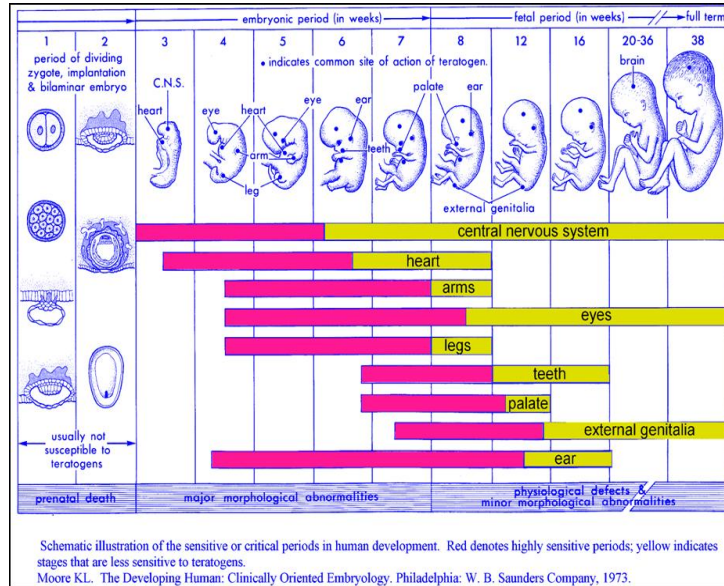 embryonic period (in weeks)
fetal period (in weeks)
full term
1 2 3 4 5 6 7 8 12 16 20-36 38
period of dividing
zygote, implantation
& bilaminar embryo
• indicates common site of action of teratogen.
C.N.S.
heart
eye
heart
arm
leg
eye
ear
teeth
palate
ear
brain
external genitalia
central nervous system
heart
arms
eyes
legs
teeth
palate
external genitalia
ear
usually not
susceptible to
teratogens
prenatal death
major morphological abnormalities
physiological defects &
minor morphological abnormalities
Schematic illustration of the sensitive or critical periods in human development. Red denotes highly sensitive periods; yellow indicates
stages that are less sensitive to teratogens.
Moore KL. The Developing Human: Clinically Oriented Embryology. Philadelphia: W. B. Saunders Company, 1973.